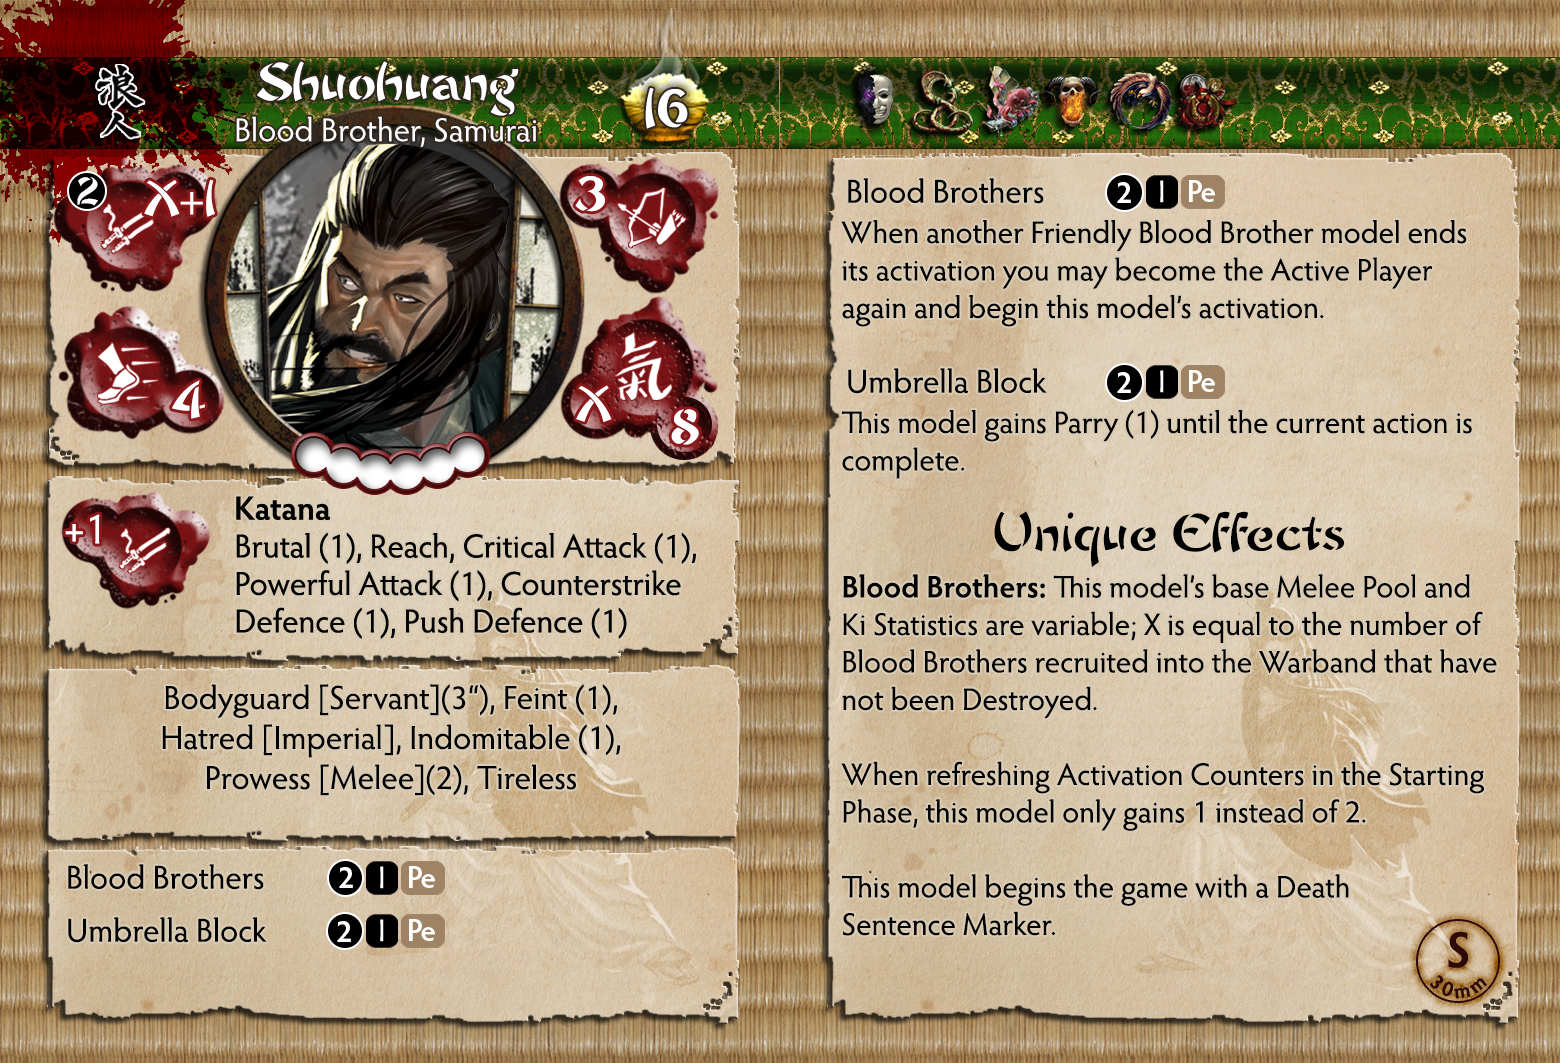 浪人
Shuohuang
Blood Brother, Samurai
16
2 X+1
3
4
氣
X 8
+1
Katana
Brutal (1), Reach, Critical Attack (1),
Powerful Attack (1), Counterstrike
Defence (1), Push Defence (1)
Bodyguard [Servant](3“), Feint (1),
Hatred [Imperial], Indomitable (1),
Prowess [Melee](2), Tireless
Blood Brothers 2 1 Pe
Umbrella Block 2 1 Pe
Blood Brothers 2 1 Pe
When another Friendly Blood Brother model ends
its activation you may become the Active Player
again and begin this model's activation.
Umbrella Block 2 1 Pe
This model gains Parry (1) until the current action is
complete.
Unique Effects
Blood Brothers: This model's base Melee Pool and
Ki Statistics are variable; X is equal to the number of
Blood Brothers recruited into the Warband that have
not been Destroyed.
When refreshing Activation Counters in the Starting
Phase, this model only gains 1 instead of 2.
This model begins the game with a Death
Sentence Marker.
S
30mm